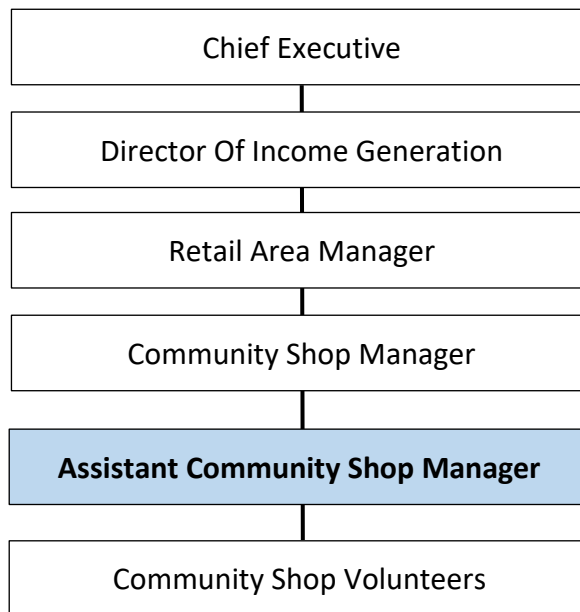 Chief Executive
Director Of Income Generation
Retail Area Manager
Community Shop Manager
Assistant Community Shop Manager
Community Shop Volunteers